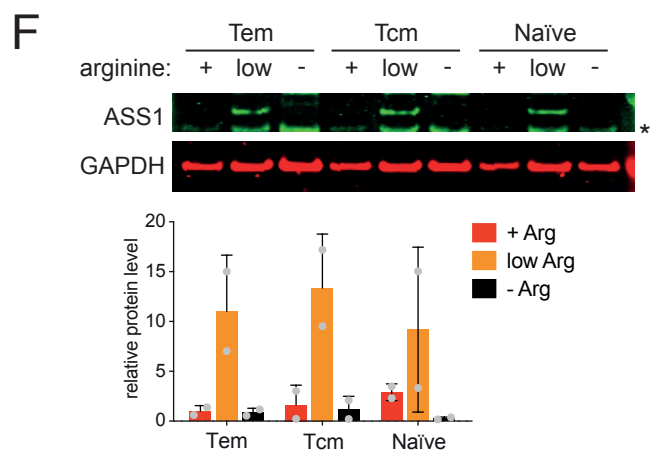 F
Tem Tcm Naïve
arginine: + low - + low - + low -
ASS1 *
GAPDH
relative protein level
20
15
10
5
0
Tem Tcm Naïve
+ Arg
low Arg
- Arg